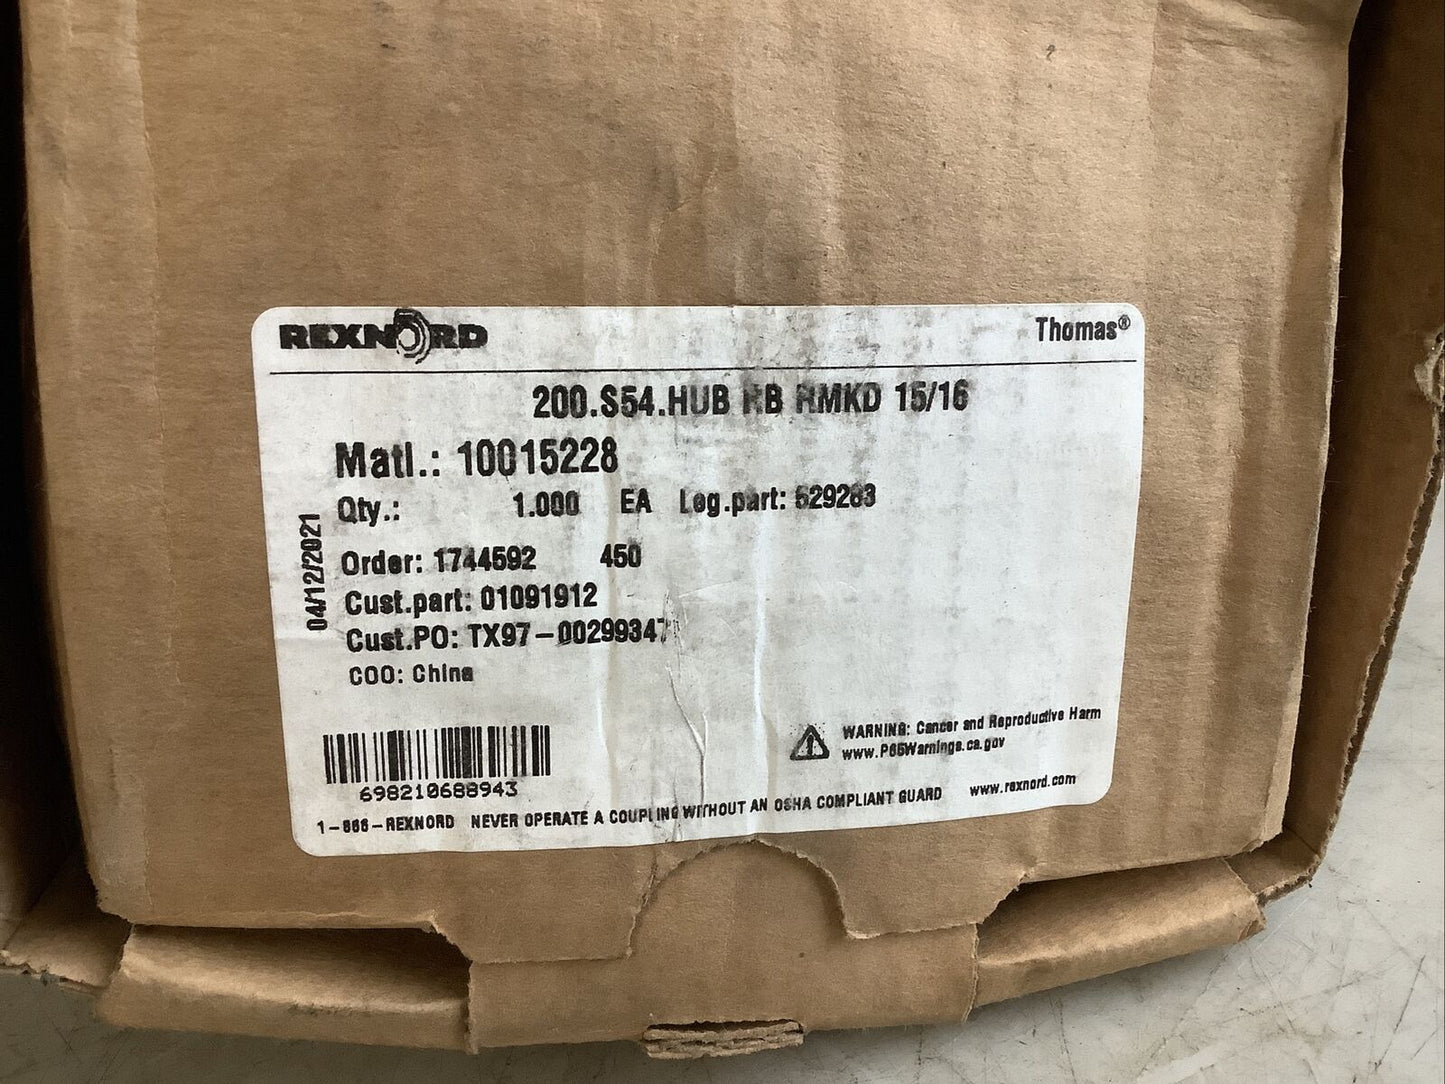 REXNORD
Thomas®
200.S54.HUB RB RMKD 15/16
Matl.: 10015228
Qty.: 1.000 EA Leg.part: 529283
04/12/2021
Order: 1744592 450
Cust.part: 01091912
Cust.PO: TX97-00299347
COO: China
698210688943
WARNING: Cancer and Reproductive Harm
www.P65Warnings.ca.gov
1-866-REXNORD NEVER OPERATE A COUPLING WITHOUT AN OSHA COMPLIANT GUARD www.rexnord.com